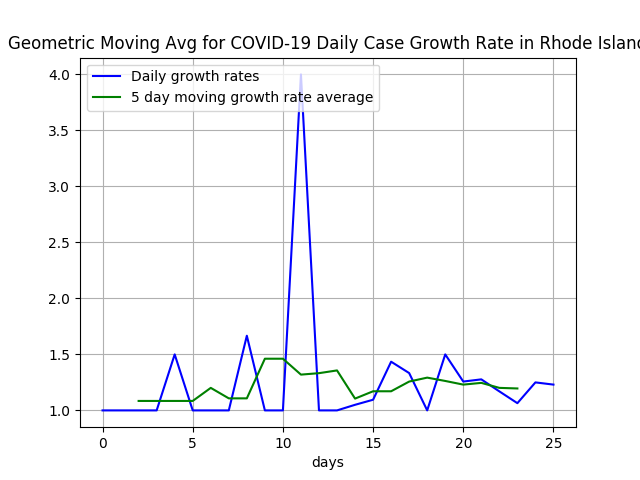 Geometric Moving Avg for COVID-19 Daily Case Growth Rate in Rhode Islan
Daily growth rates
5 day moving growth rate average
4.0
3.5
3.0
2.5
2.0
1.5
1.0
0 5 10 15 20 25
days